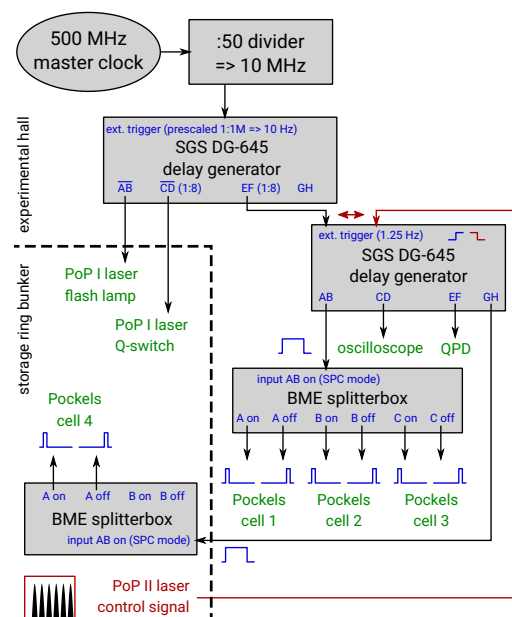 500 MHz
master clock
:50 divider
=> 10 MHz
experimental hall
ext. trigger (prescaled 1:1M => 10 Hz)
SGS DG-645
delay generator
AB CD (1:8) EF (1:8) GH
ext. trigger (1.25 Hz)
SGS DG-645
delay generator
AB CD EF GH
storage ring bunker
PoP I laser
flash lamp
PoP I laser
Q-switch
oscilloscope QPD
input AB on (SPC mode)
BME splitterbox
A on A off B on B off C on C off
Pockels
cell 4
Pockels
cell 1
Pockels
cell 2
Pockels
cell 3
A on A off B on B off
BME splitterbox
input AB on (SPC mode)
PoP II laser
control signal